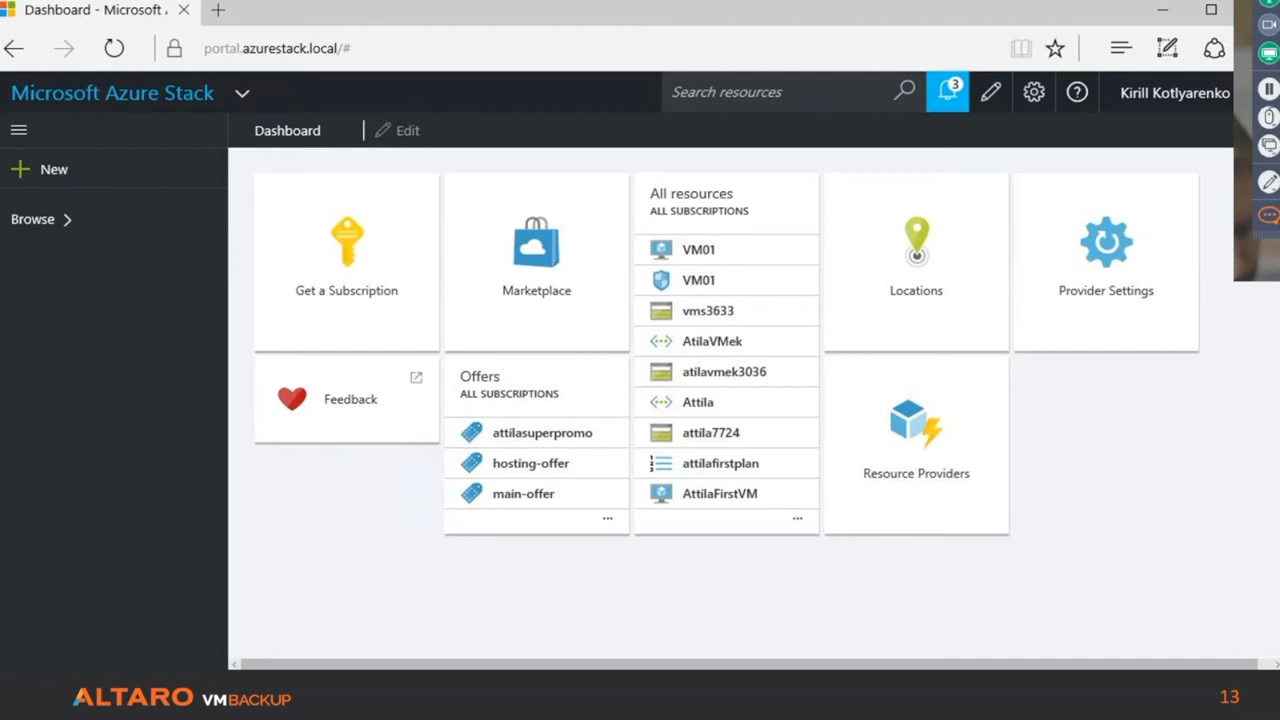 Dashboard - Microsoft A
portal.azurestack.local/#
Microsoft Azure Stack
Search resources
3
Kirill Kotlyarenko
Dashboard
Edit
New
Browse
Get a Subscription
Marketplace
All resources
ALL SUBSCRIPTIONS
VM01
VM01
vms3633
AtilaVMek
atilavmek3036
Attila
attila7724
attilafirstplan
AttilaFirstVM
...
Locations
Provider Settings
Feedback
Offers
ALL SUBSCRIPTIONS
attilasuperpromo
hosting-offer
main-offer
...
Resource Providers
ALTARO VMBACKUP
13